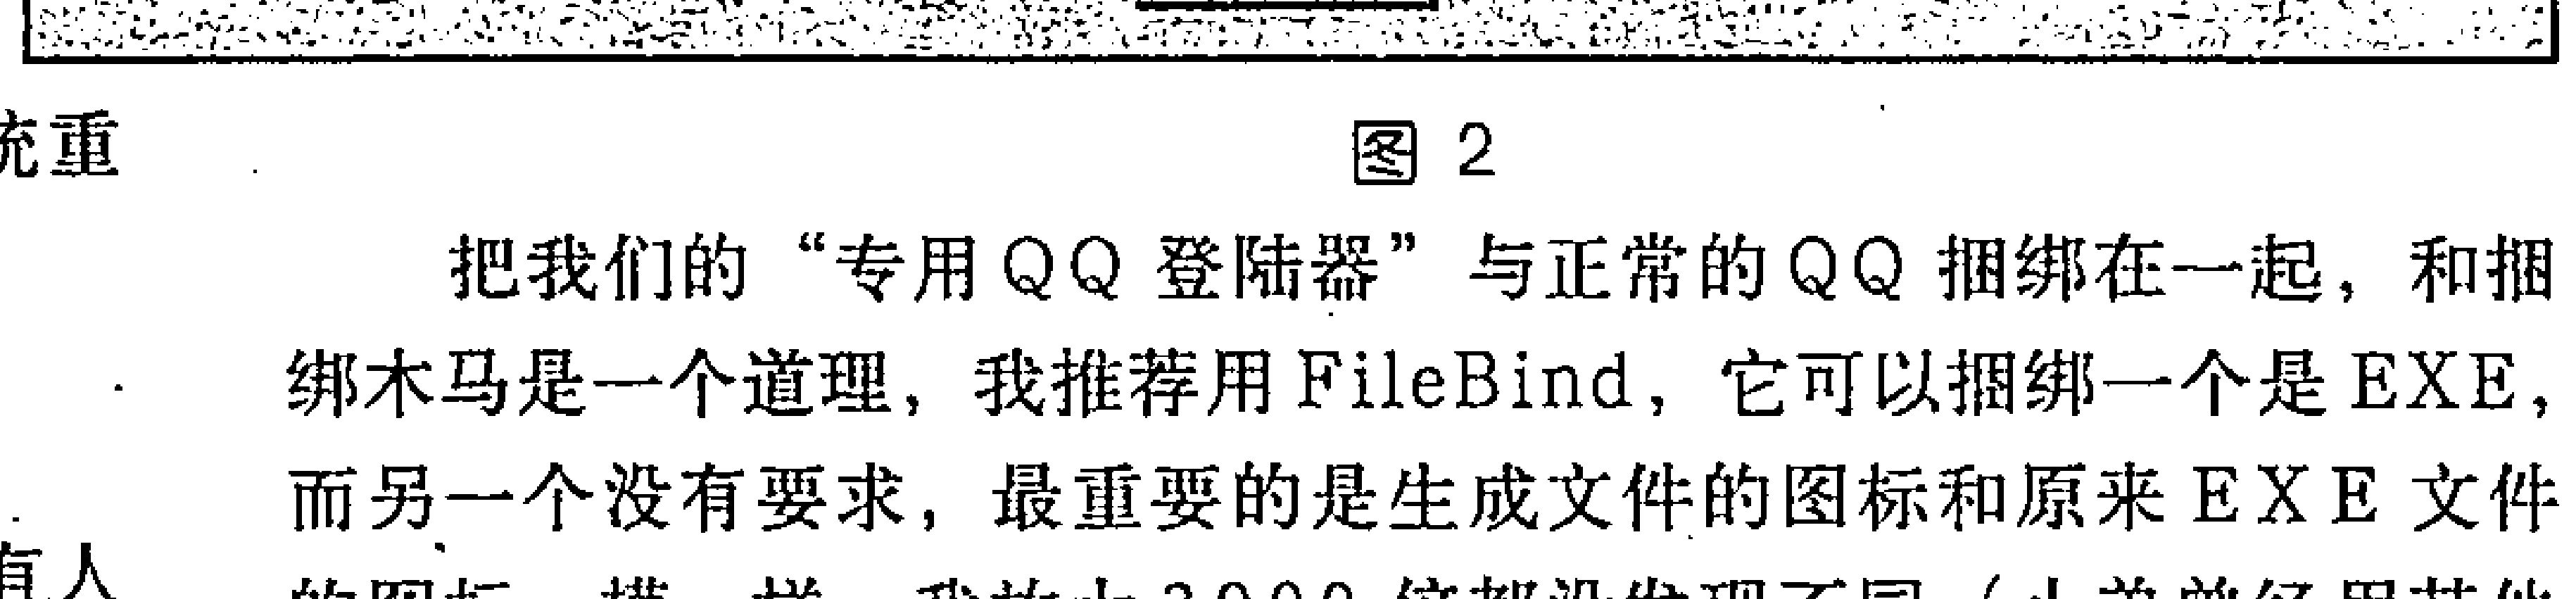 统重
图 2
把我们的“专用QQ登陆器”与正常的QQ捆绑在一起，和捆
绑木马是一个道理，我推荐用FileBind，它可以捆绑一个是EXE，
而另一个没有要求，最重要的是生成文件的图标和原来EXE文件
有人